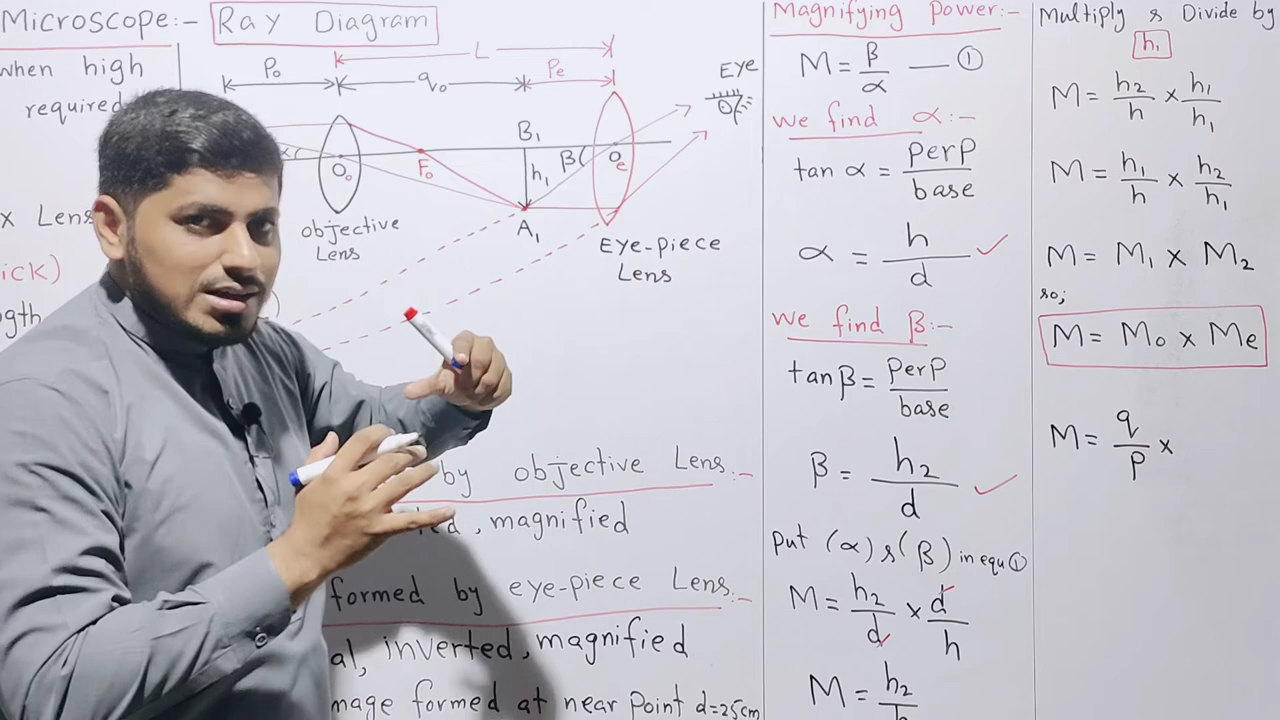 Microscope:- Ray Diagram
when high
required
x Lens
ick)
gth
L
Po qo Pe
EYE
B1
h1
A1
αr
Oo
Fo
β(
Oe
objective
Lens
EYe-piece
Lens
by objective Lens:-
ted, magnified
formed by eye-piece Lens:-
al, inverted, magnified
mage formed at near Point d=25cm
Magnifying Power:-
M = β/α — ①
we find α:-
tan α = PerP/base
α = h/d ✓
we find β:-
tan β = PerP/base
β = h2/d ✓
Put (α) & (β) in equ ①
M = h2/d × d/h
M = h2/h
Multiply & Divide by
h1
M = h2/h × h1/h1
M = h1/h × h2/h1
M = M1 × M2
so;
M = Mo × Me
M = q/P ×